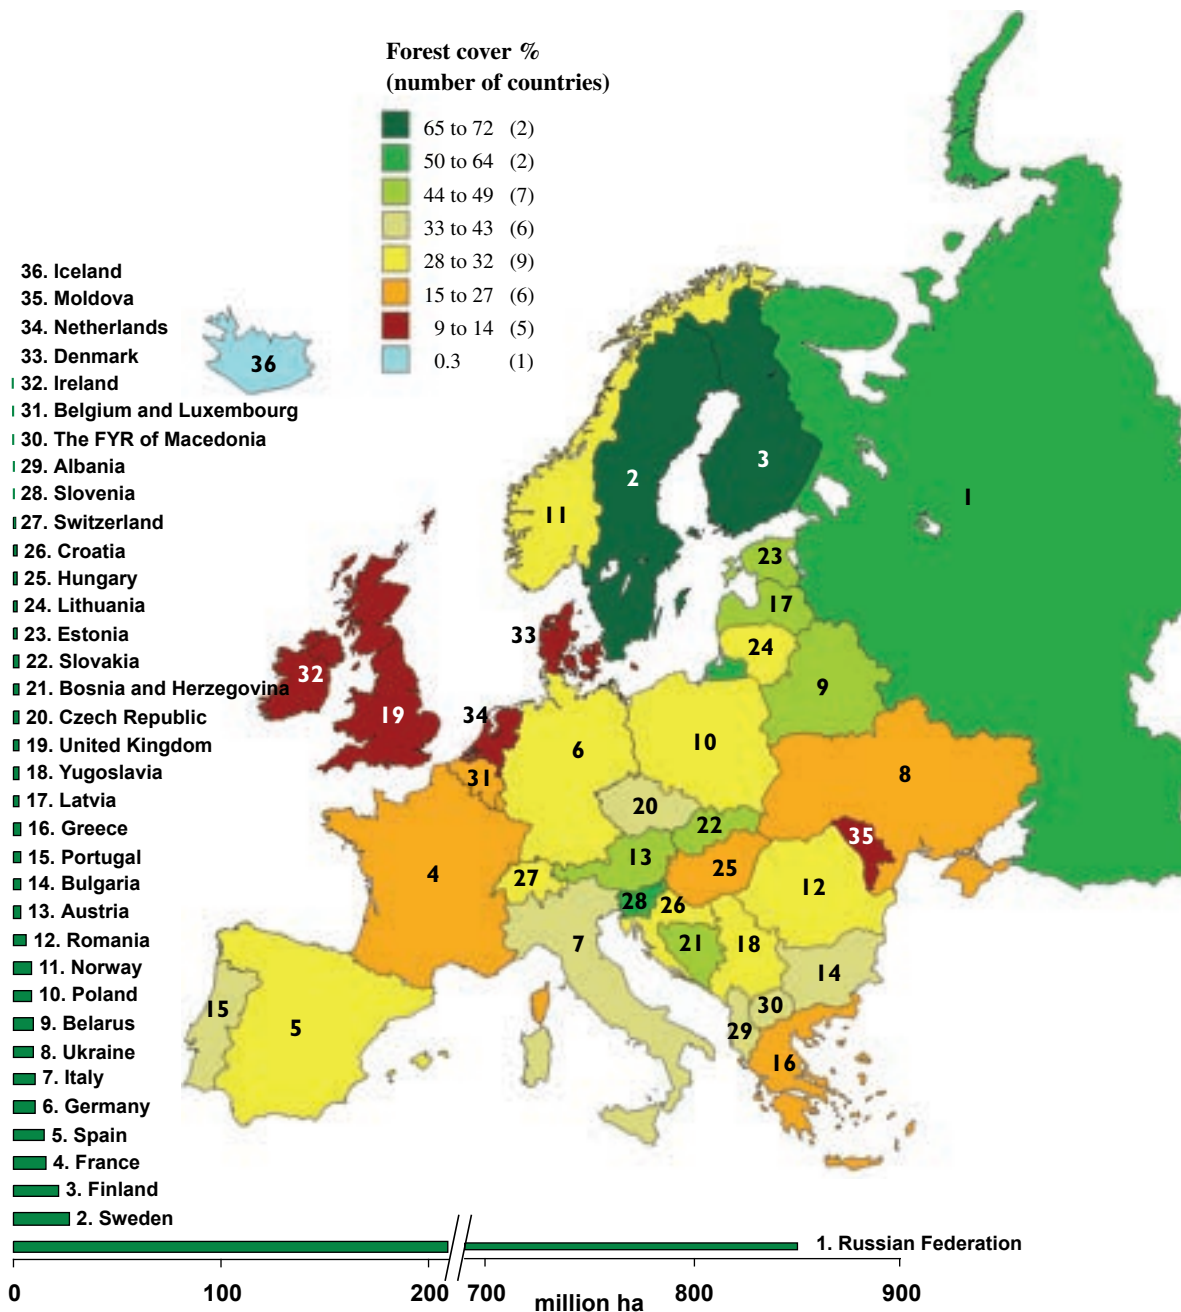 Forest cover %
(number of countries)
65 to 72 (2)
50 to 64 (2)
44 to 49 (7)
33 to 43 (6)
28 to 32 (9)
15 to 27 (6)
9 to 14 (5)
0.3 (1)
36. Iceland
35. Moldova
34. Netherlands
33. Denmark
32. Ireland
31. Belgium and Luxembourg
30. The FYR of Macedonia
29. Albania
28. Slovenia
27. Switzerland
26. Croatia
25. Hungary
24. Lithuania
23. Estonia
22. Slovakia
21. Bosnia and Herzegovina
20. Czech Republic
19. United Kingdom
18. Yugoslavia
17. Latvia
16. Greece
15. Portugal
14. Bulgaria
13. Austria
12. Romania
11. Norway
10. Poland
9. Belarus
8. Ukraine
7. Italy
6. Germany
5. Spain
4. France
3. Finland
2. Sweden
1. Russian Federation
0 100 200 700 800 900
million ha
36
3
2
1
11
23
17
33
24
32
9
34
19
10
6
31
8
20
22
35
13
25
4
27
12
28
26
21
18
7
14
30
15
5
29
16